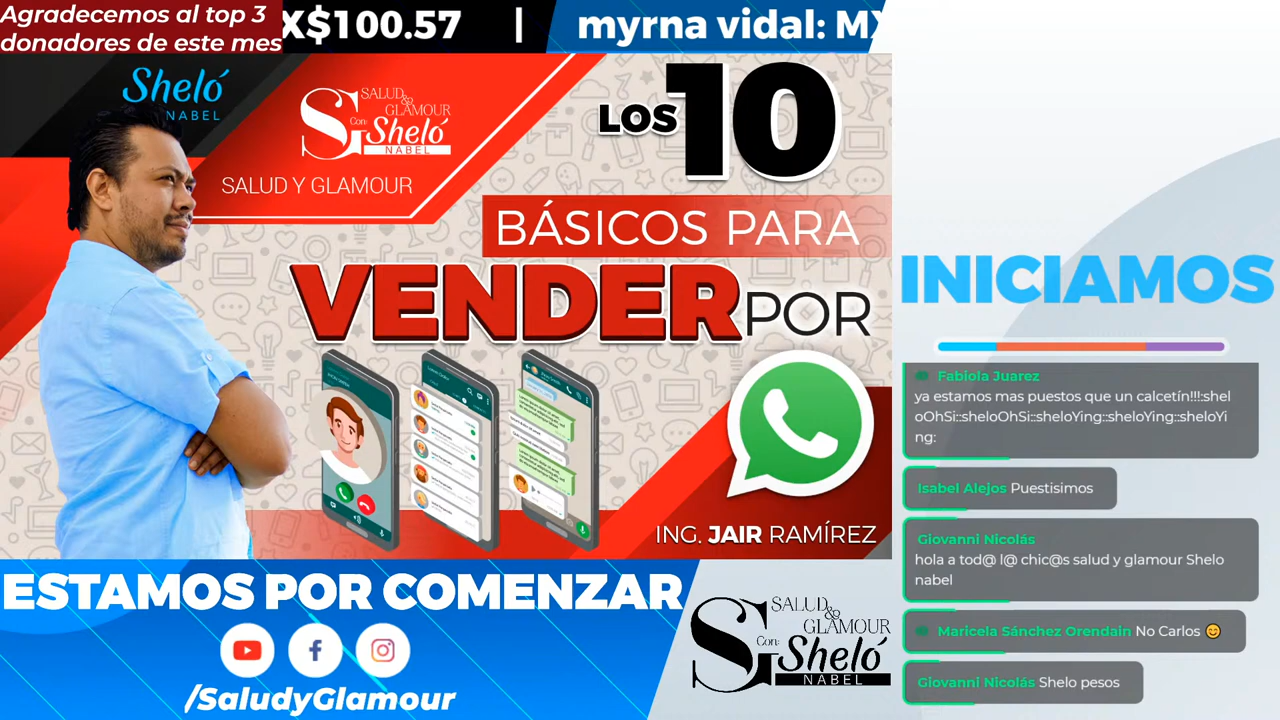 Agradecemos al top 3
donadores de este mes
X$100.57 | myrna vidal: MX
Sheló
NABEL
SALUD
&
GLAMOUR
Con:
Sheló
NABEL
SALUD Y GLAMOUR
LOS 10
BÁSICOS PARA
VENDER POR
ING. JAIR RAMÍREZ
ESTAMOS POR COMENZAR
/SaludyGlamour
SALUD
&
GLAMOUR
Con:
Sheló
NABEL
INICIAMOS
Fabiola Juarez
ya estamos mas puestos que un calcetín!!!:shel
oOhSi::sheloOhSi::sheloYing::sheloYing::sheloYi
ng:
Isabel Alejos Puestisimos
Giovanni Nicolás
hola a tod@ l@ chic@s salud y glamour Shelo
nabel
Maricela Sánchez Orendain No Carlos 😊
Giovanni Nicolás Shelo pesos